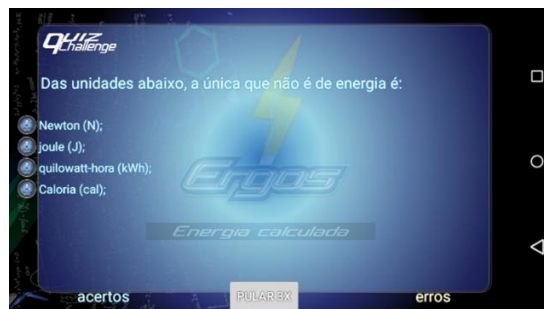 Quiz
Challenge
Das unidades abaixo, a única que não é de energia é:
Newton (N);
joule (J);
quilowatt-hora (kWh);
Caloria (cal);
Ergos
Energia calculada
acertos
PULAR 3X
erros